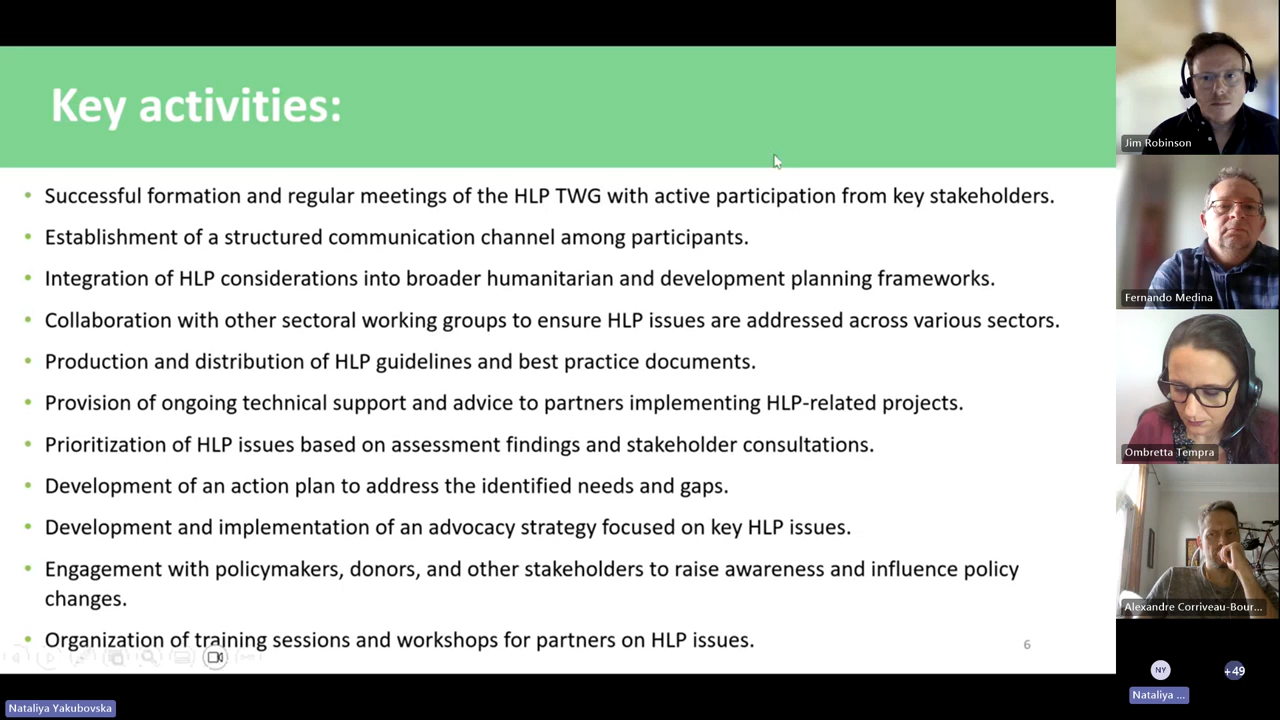 Key activities:
• Successful formation and regular meetings of the HLP TWG with active participation from key stakeholders.
• Establishment of a structured communication channel among participants.
• Integration of HLP considerations into broader humanitarian and development planning frameworks.
• Collaboration with other sectoral working groups to ensure HLP issues are addressed across various sectors.
• Production and distribution of HLP guidelines and best practice documents.
• Provision of ongoing technical support and advice to partners implementing HLP-related projects.
• Prioritization of HLP issues based on assessment findings and stakeholder consultations.
• Development of an action plan to address the identified needs and gaps.
• Development and implementation of an advocacy strategy focused on key HLP issues.
• Engagement with policymakers, donors, and other stakeholders to raise awareness and influence policy
changes.
• Organization of training sessions and workshops for partners on HLP issues.
6
Nataliya Yakubovska
Jim Robinson
Fernando Medina
Ombretta Tempra
Alexandre Corriveau-Bour...
NY
+49
Nataliya ...